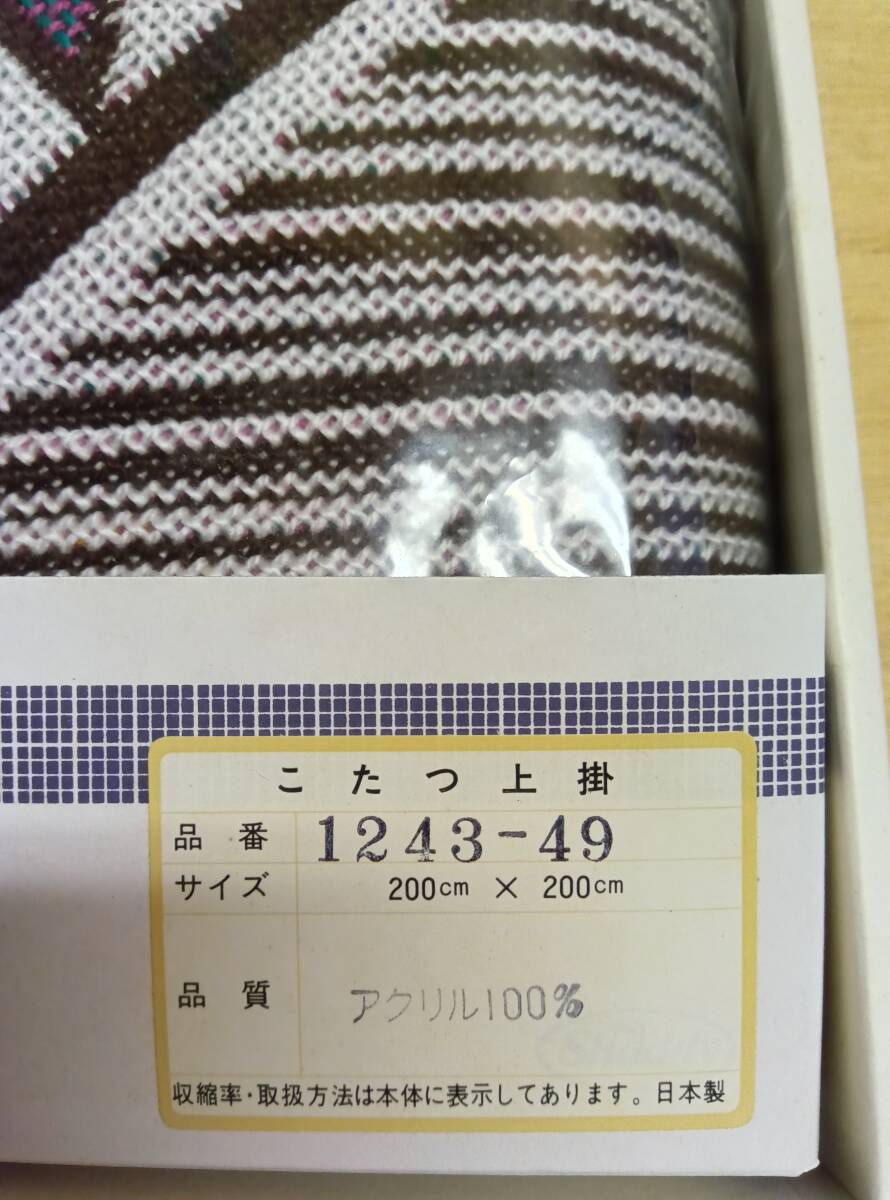 こたつ上掛
品番 1243-49
サイズ 200cm × 200cm
品質 アクリル100%
収縮率・取扱方法は本体に表示してあります。日本製